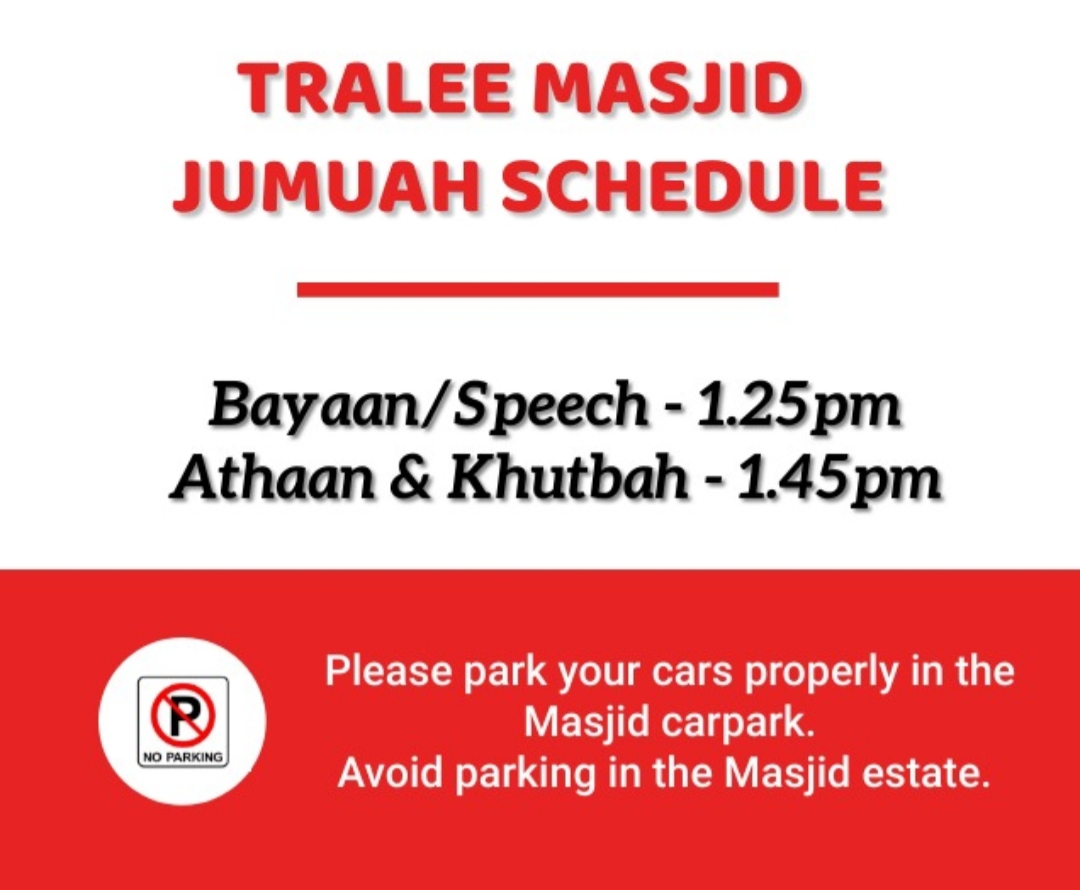 TRALEE MASJID
JUMUAH SCHEDULE
Bayaan/Speech - 1.25pm
Athaan & Khutbah - 1.45pm
P
NO PARKING
Please park your cars properly in the
Masjid carpark.
Avoid parking in the Masjid estate.